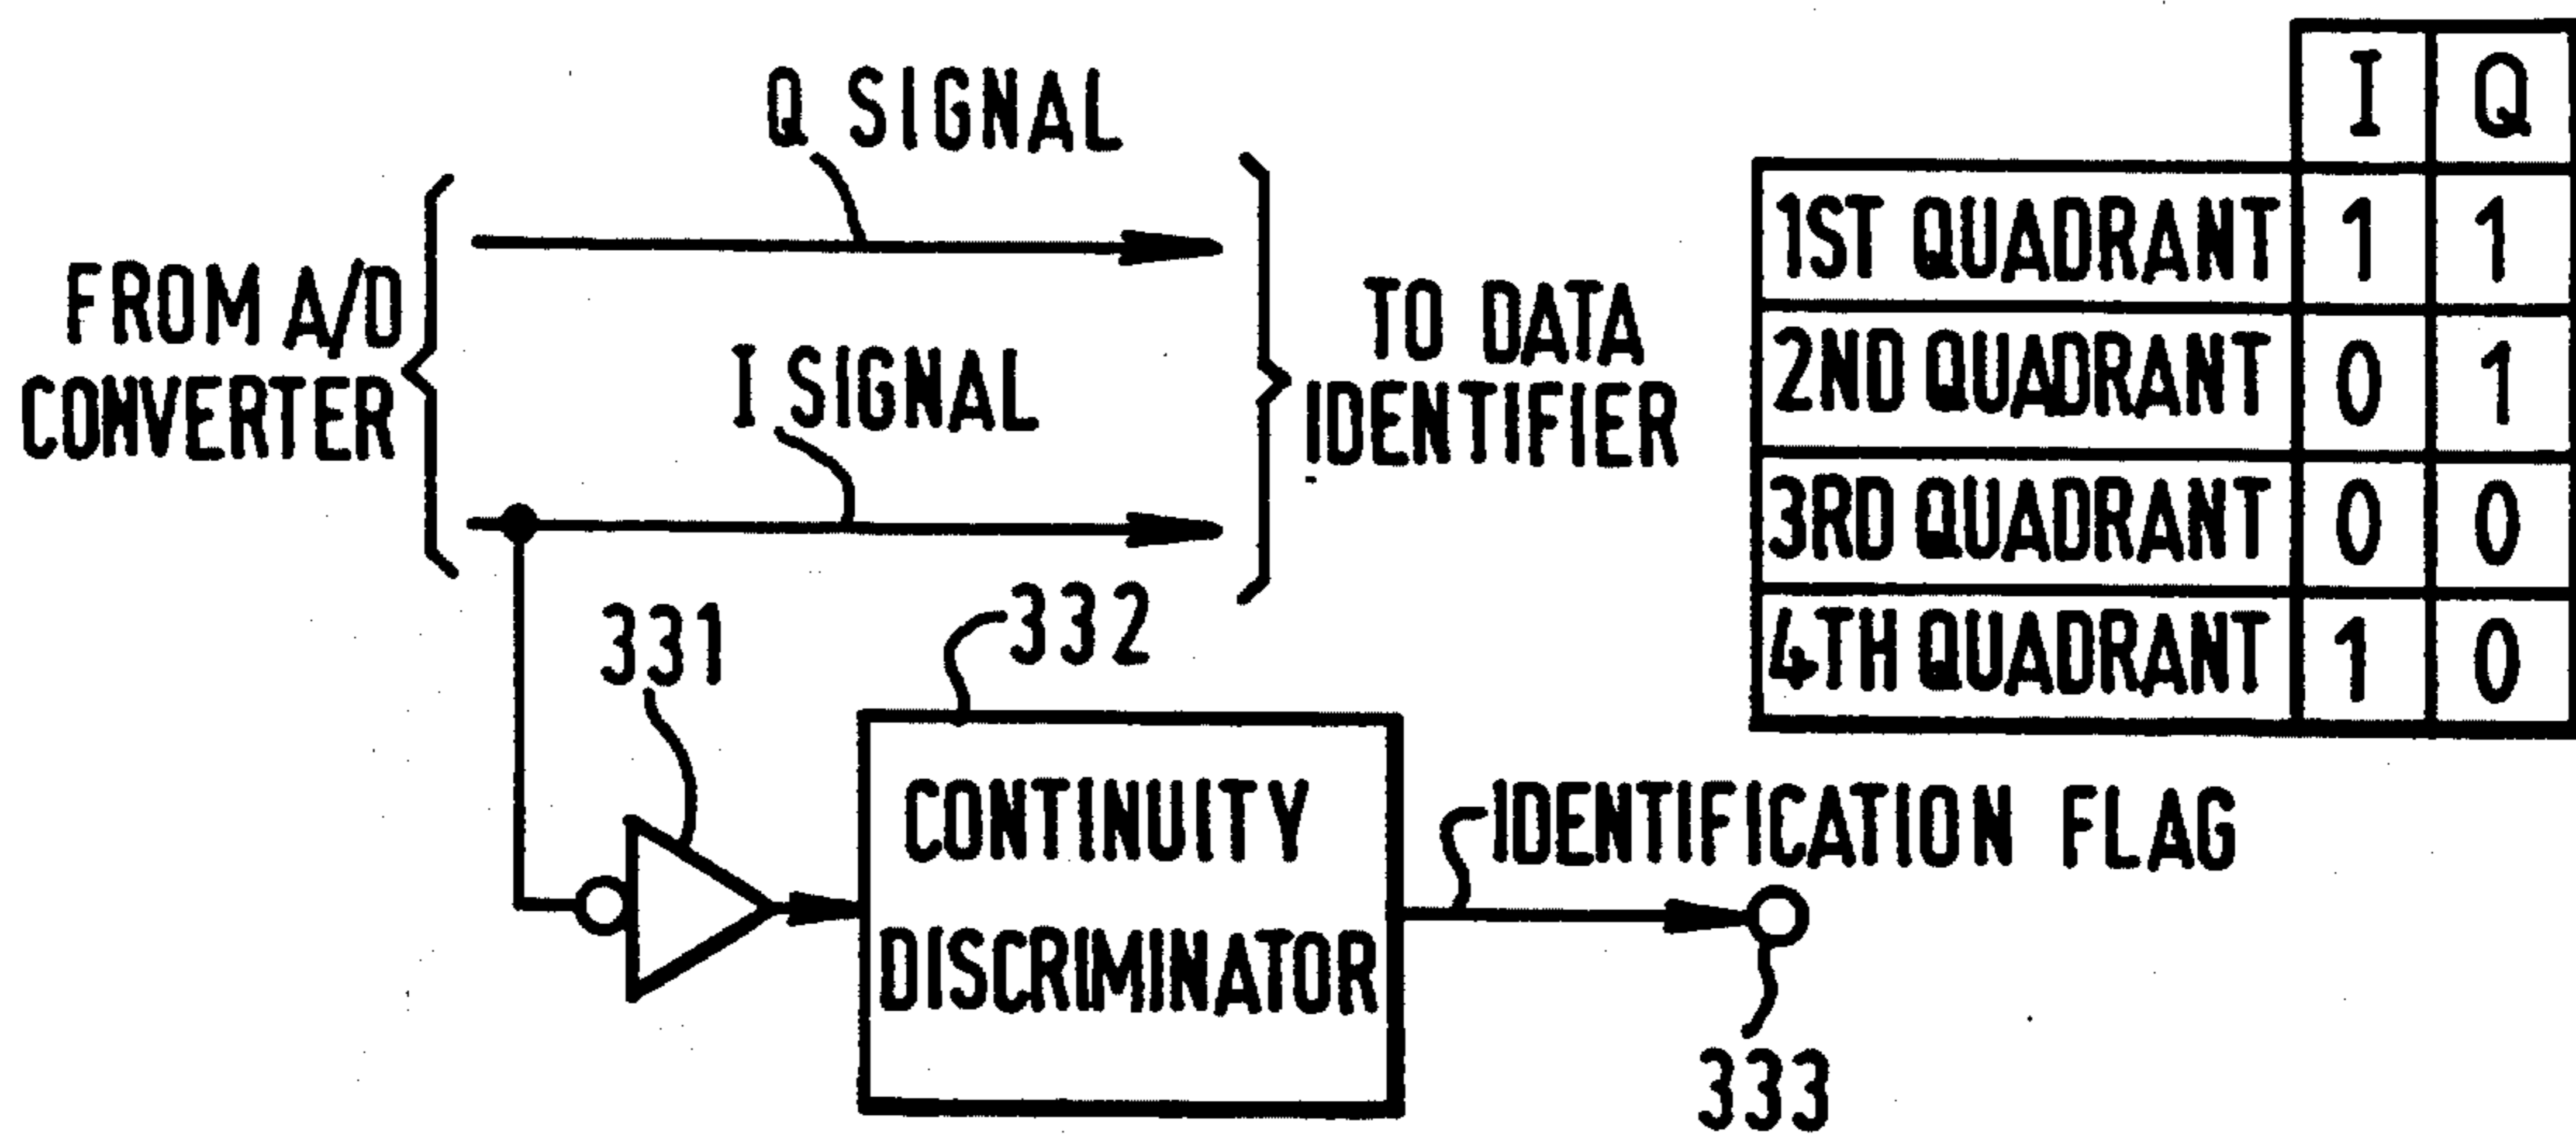 Q SIGNAL
FROM A/D
CONVERTER
I SIGNAL
TO DATA
IDENTIFIER
331
332
CONTINUITY
DISCRIMINATOR
IDENTIFICATION FLAG
333
I Q
1ST QUADRANT 1 1
2ND QUADRANT 0 1
3RD QUADRANT 0 0
4TH QUADRANT 1 0